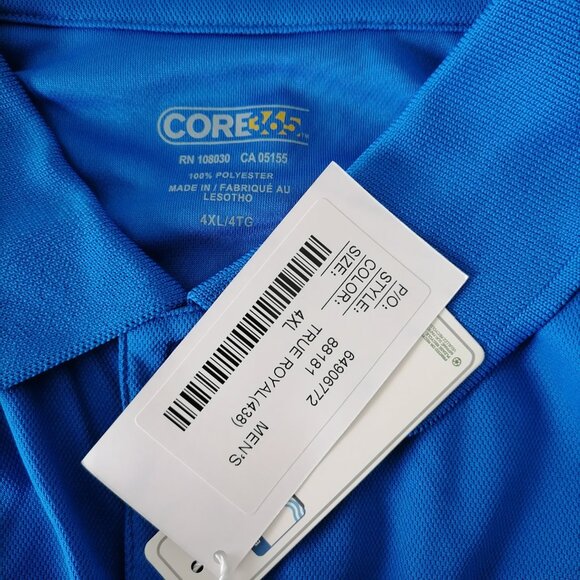 CORE365™
RN 108030 CA 05155
100% POLYESTER
MADE IN / FABRIQUÉ AU
LESOTHO
4XL/4TG
P/O: 64906772
STYLE: 88181
COLOR: TRUE ROYAL(438)
SIZE: 4XL MEN'S